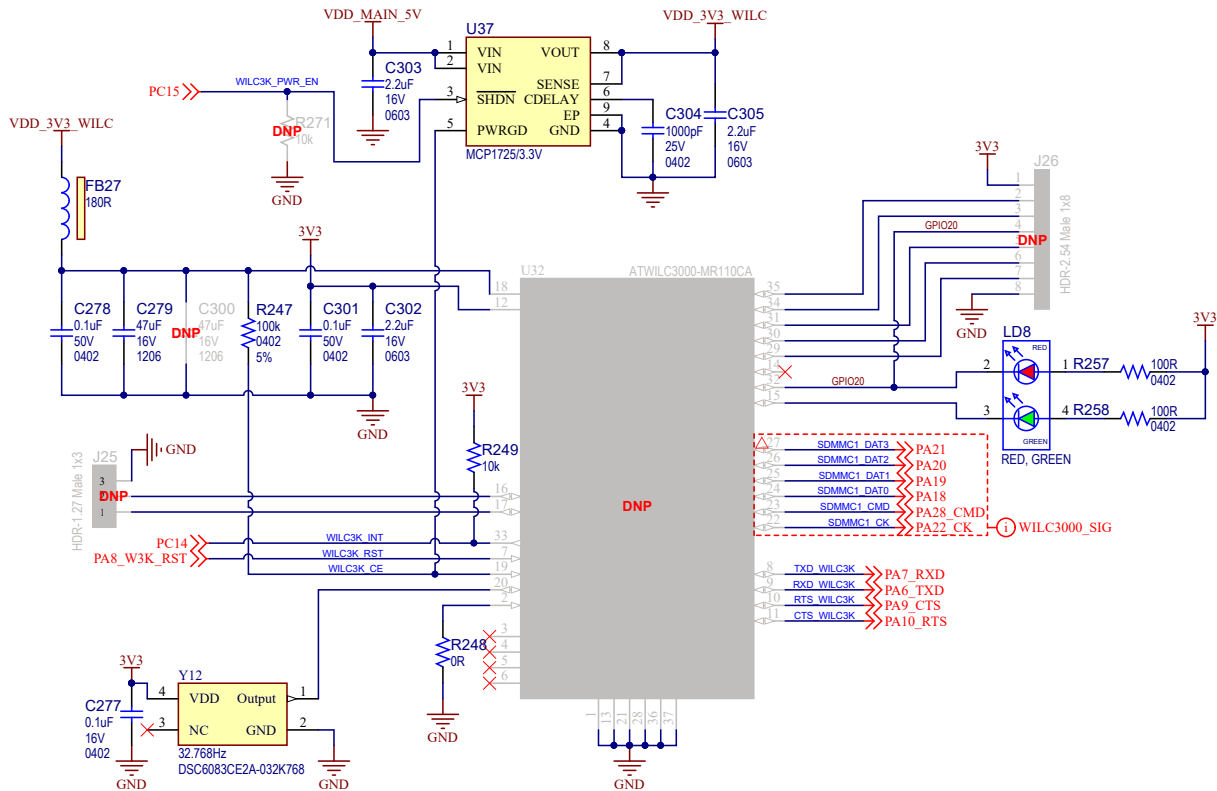 VDD_MAIN_5V
VDD_3V3_WILC
U37
1 VIN VOUT 8
2 VIN
SENSE 7
3 SHDN CDELAY 6
EP 9
5 PWRGD GND 4
MCP1725/3.3V
C303
2.2uF
16V
0603
C304
1000pF
25V
0402
C305
2.2uF
16V
0603
PC15
WILC3K_PWR_EN
R271
DNP
10k
GND
VDD_3V3_WILC
FB27
180R
3V3
C278
0.1uF
50V
0402
C279
47uF
16V
1206
C300
47uF
DNP
16V
1206
R247
100k
0402
5%
C301
0.1uF
50V
0402
C302
2.2uF
16V
0603
GND
3V3
R249
10k
GND
J25
3
2
1
DNP
HDR-1.27 Male 1x3
PC14
PA8_W3K_RST
WILC3K_INT
WILC3K_RST
WILC3K_CE
R248
0R
GND
3V3
C277
0.1uF
16V
0402
GND
Y12
4 VDD Output 1
3 NC GND 2
32.768Hz
DSC6083CE2A-032K768
GND
U32
ATWILC3000-MR110CA
DNP
18
12
16
17
33
7
19
20
2
3
4
5
6
1 13 21 28 36 37
GND
35
34
31
30
29
14
32
15
27
26
25
24
23
22
8
9
10
11
3V3
J26
1
2
3
4
5
6
7
8
DNP
HDR-2.54 Male 1x8
GPIO20
GND
GPIO20
LD8
RED
2 1
3 4
GREEN
RED, GREEN
3V3
R257 100R
0402
R258 100R
0402
SDMMC1_DAT3 PA21
SDMMC1_DAT2 PA20
SDMMC1_DAT1 PA19
SDMMC1_DAT0 PA18
SDMMC1_CMD PA28_CMD
SDMMC1_CK PA22_CK
i WILC3000_SIG
TXD_WILC3K PA7_RXD
RXD_WILC3K PA6_TXD
RTS_WILC3K PA9_CTS
CTS_WILC3K PA10_RTS